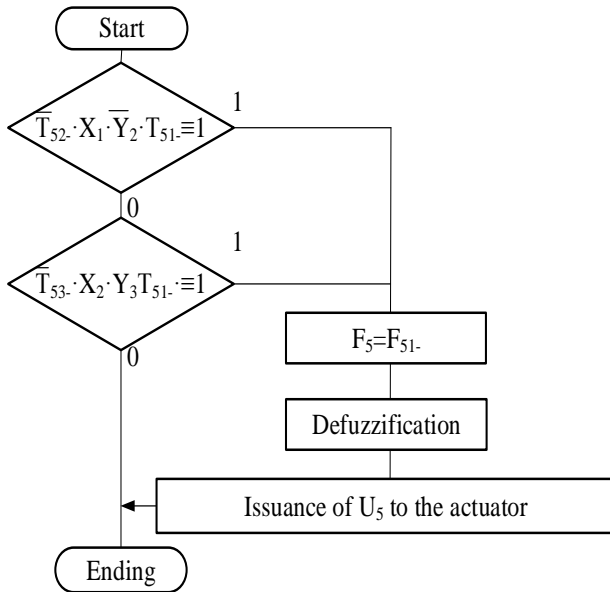 Start
T̅₅₂₋·X₁·Y̅₂·T₅₁₋≡1
1
0
T̅₅₃₋·X₂·Y₃T₅₁₋·≡1
1
0
F₅=F₅₁₋
Defuzzification
Issuance of U₅ to the actuator
Ending